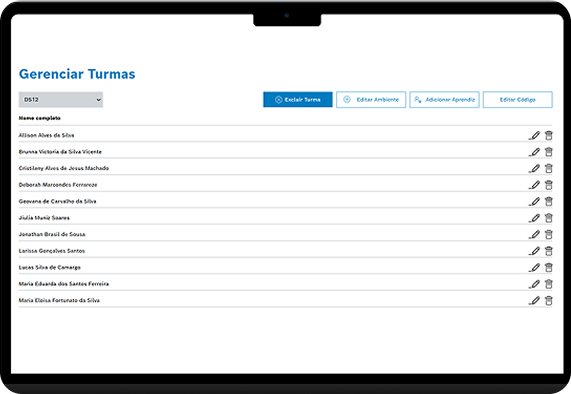 Gerenciar Turmas
DS12
Excluir Turma
Editar Ambiente
Adicionar Aprendiz
Editar Código
Nome completo
Allison Alves da Silva
Brunna Victoria da Silva Vicente
Cristileny Alves de Jesus Machado
Deborah Marcondes Ferrareze
Geovana de Carvalho da Silva
Jiulia Muniz Soares
Jonathan Brasil de Sousa
Larissa Gonçalves Santos
Lucas Silva de Camargo
Maria Eduarda dos Santos Ferreira
Maria Eloisa Fortunato da Silva